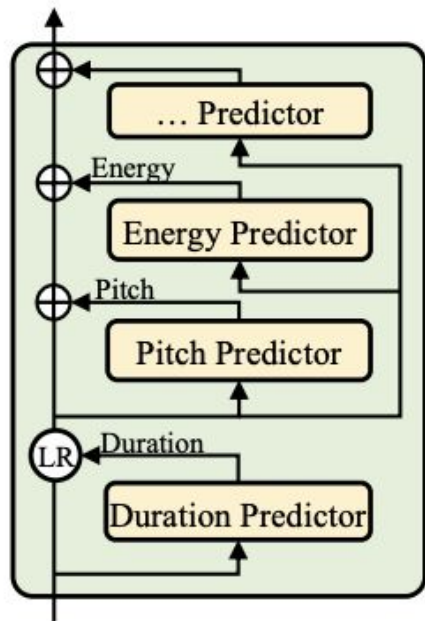 ... Predictor
Energy
Energy Predictor
Pitch
Pitch Predictor
LR
Duration
Duration Predictor